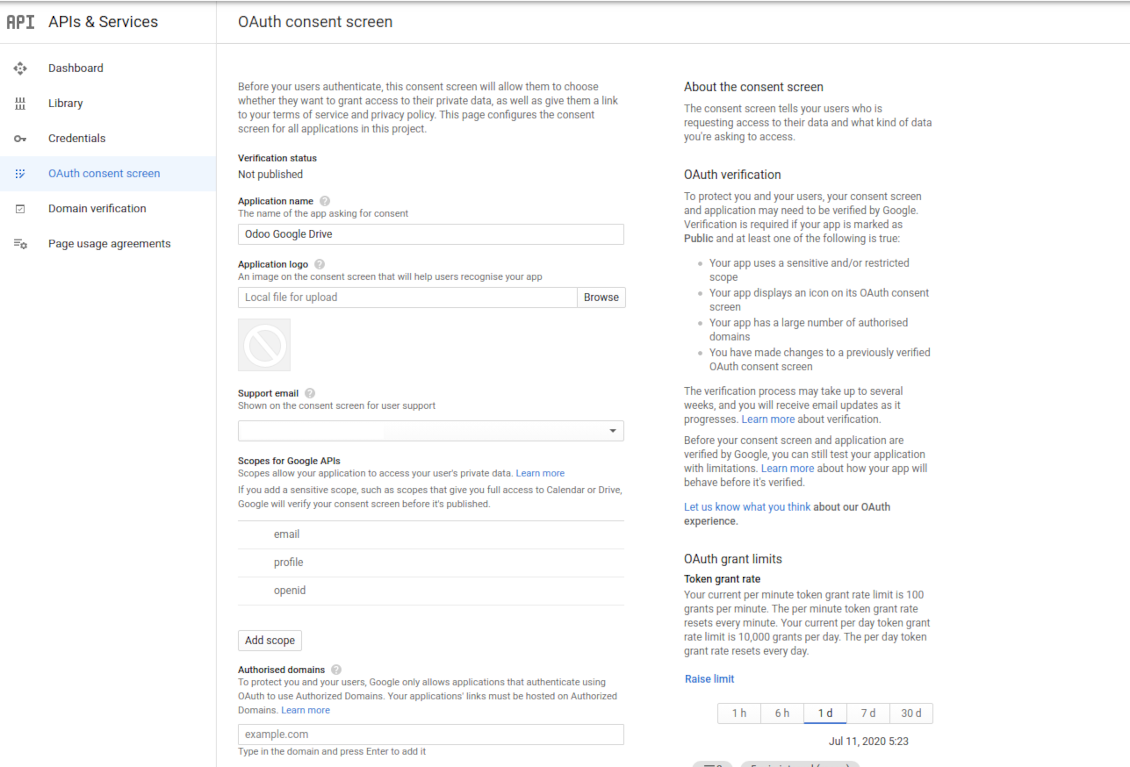 API APIs & Services
OAuth consent screen
Dashboard
Library
Credentials
OAuth consent screen
Domain verification
Page usage agreements
Before your users authenticate, this consent screen will allow them to choose
whether they want to grant access to their private data, as well as give them a link
to your terms of service and privacy policy. This page configures the consent
screen for all applications in this project.
Verification status
Not published
Application name
The name of the app asking for consent
Odoo Google Drive
Application logo
An image on the consent screen that will help users recognise your app
Local file for upload
Browse
Support email
Shown on the consent screen for user support
Scopes for Google APIs
Scopes allow your application to access your user's private data. Learn more
If you add a sensitive scope, such as scopes that give you full access to Calendar or Drive,
Google will verify your consent screen before it's published.
email
profile
openid
Add scope
Authorised domains
To protect you and your users, Google only allows applications that authenticate using
OAuth to use Authorized Domains. Your applications' links must be hosted on Authorized
Domains. Learn more
example.com
Type in the domain and press Enter to add it
About the consent screen
The consent screen tells your users who is
requesting access to their data and what kind of data
you're asking to access.
OAuth verification
To protect you and your users, your consent screen
and application may need to be verified by Google.
Verification is required if your app is marked as
Public and at least one of the following is true:
Your app uses a sensitive and/or restricted
scope
Your app displays an icon on its OAuth consent
screen
Your app has a large number of authorised
domains
You have made changes to a previously verified
OAuth consent screen
The verification process may take up to several
weeks, and you will receive email updates as it
progresses. Learn more about verification.
Before your consent screen and application are
verified by Google, you can still test your application
with limitations. Learn more about how your app will
behave before it's verified.
Let us know what you think about our OAuth
experience.
OAuth grant limits
Token grant rate
Your current per minute token grant rate limit is 100
grants per minute. The per minute token grant rate
resets every minute. Your current per day token grant
rate limit is 10,000 grants per day. The per day token
grant rate resets every day.
Raise limit
1 h
6 h
1 d
7 d
30 d
Jul 11, 2020 5:23